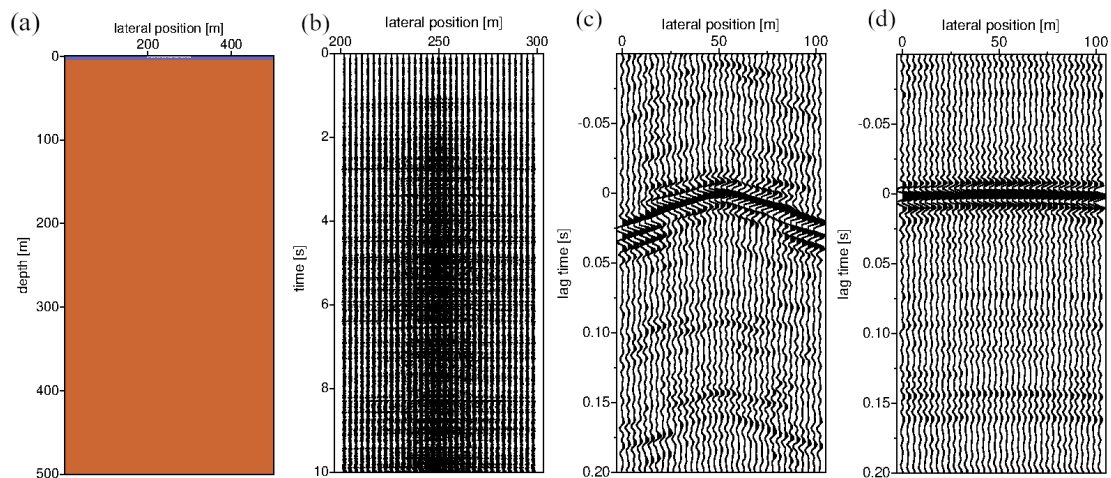 (a)
lateral position [m]
200 400
0
100
200
300
400
500
depth [m]
(b)
lateral position [m]
200 250 300
0
2
4
6
8
10
time [s]
(c)
lateral position [m]
0 50 100
-0.05
0
0.05
0.10
0.15
0.20
lag time [s]
(d)
lateral position [m]
0 50 100
-0.05
0
0.05
0.10
0.15
0.20
lag time [s]